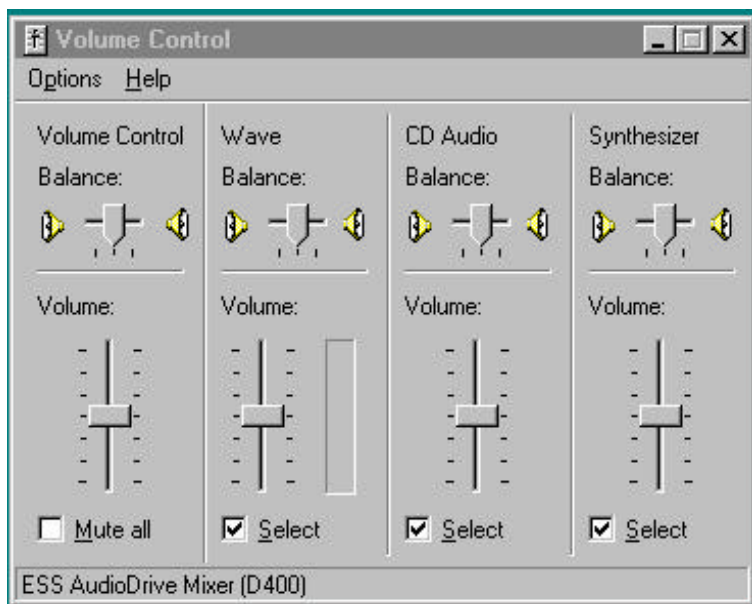 Volume Control
Options Help
Volume Control Wave CD Audio Synthesizer
Balance: Balance: Balance: Balance:
Volume: Volume: Volume: Volume:
Mute all Select Select Select
ESS AudioDrive Mixer (D400)